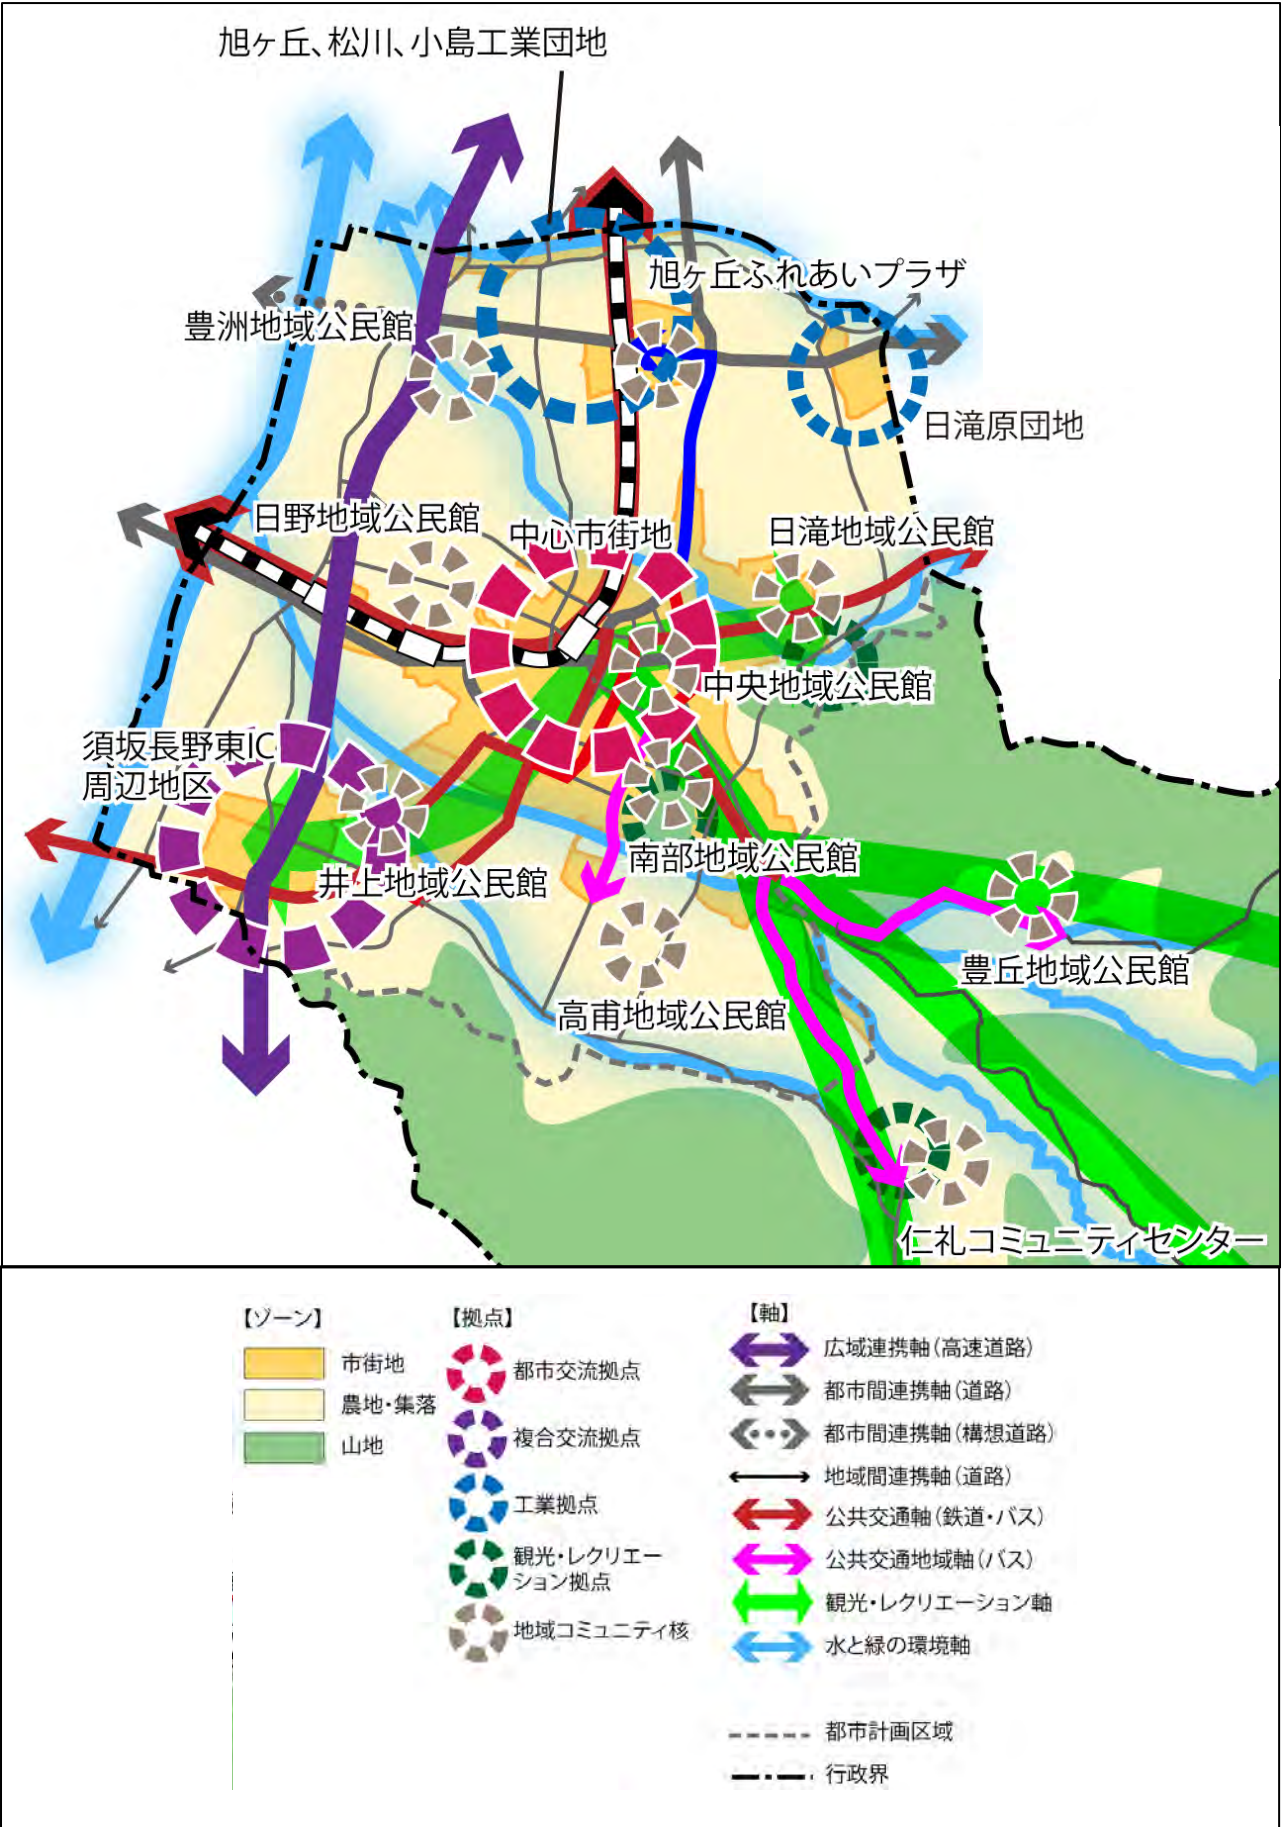 旭ヶ丘、松川、小島工業団地
旭ヶ丘ふれあいプラザ
豊洲地域公民館
日滝原団地
日野地域公民館
中心市街地
日滝地域公民館
中央地域公民館
須坂長野東IC
周辺地区
南部地域公民館
井上地域公民館
豊丘地域公民館
高甫地域公民館
仁礼コミュニティセンター
【ゾーン】
市街地
農地・集落
山地
【拠点】
都市交流拠点
複合交流拠点
工業拠点
観光・レクリエー
ション拠点
地域コミュニティ核
【軸】
広域連携軸（高速道路）
都市間連携軸（道路）
都市間連携軸（構想道路）
地域間連携軸（道路）
公共交通軸（鉄道・バス）
公共交通地域軸（バス）
観光・レクリエーション軸
水と緑の環境軸
都市計画区域
行政界